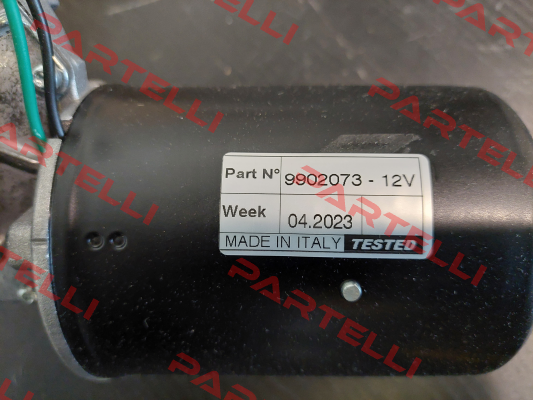 PARTELLI
PARTELLI
PARTELLI
Part N° 9902073 - 12V
Week 04.2023
MADE IN ITALY TESTED
PARTELLI
PARTELLI
PARTELLI